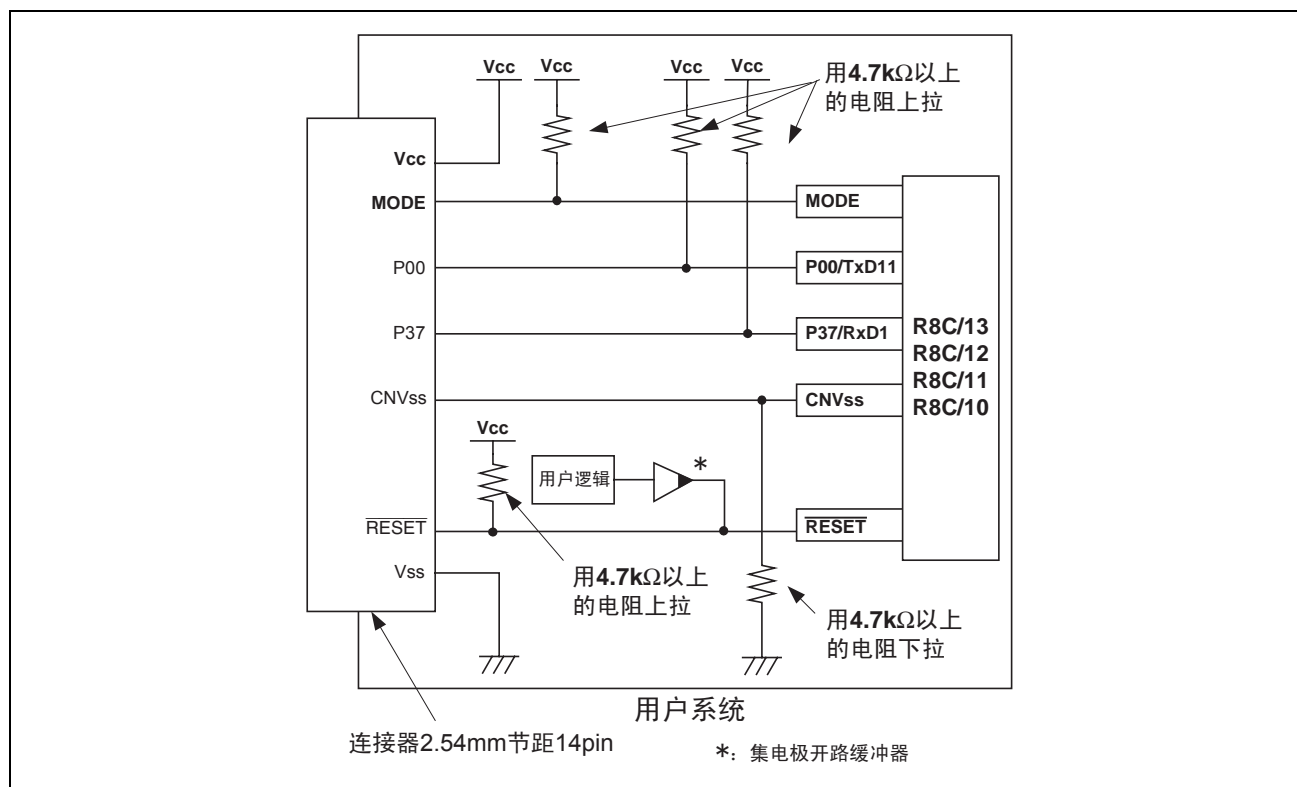 Vcc Vcc Vcc Vcc
用4.7kΩ以上
的电阻上拉
Vcc
MODE MODE
P00 P00/TxD11
P37 P37/RxD1
R8C/13
R8C/12
R8C/11
R8C/10
CNVss CNVss
Vcc
用户逻辑 *
RESET RESET
Vss
用4.7kΩ以上
的电阻上拉
用4.7kΩ以上
的电阻下拉
用户系统
连接器2.54mm节距14pin
*: 集电极开路缓冲器